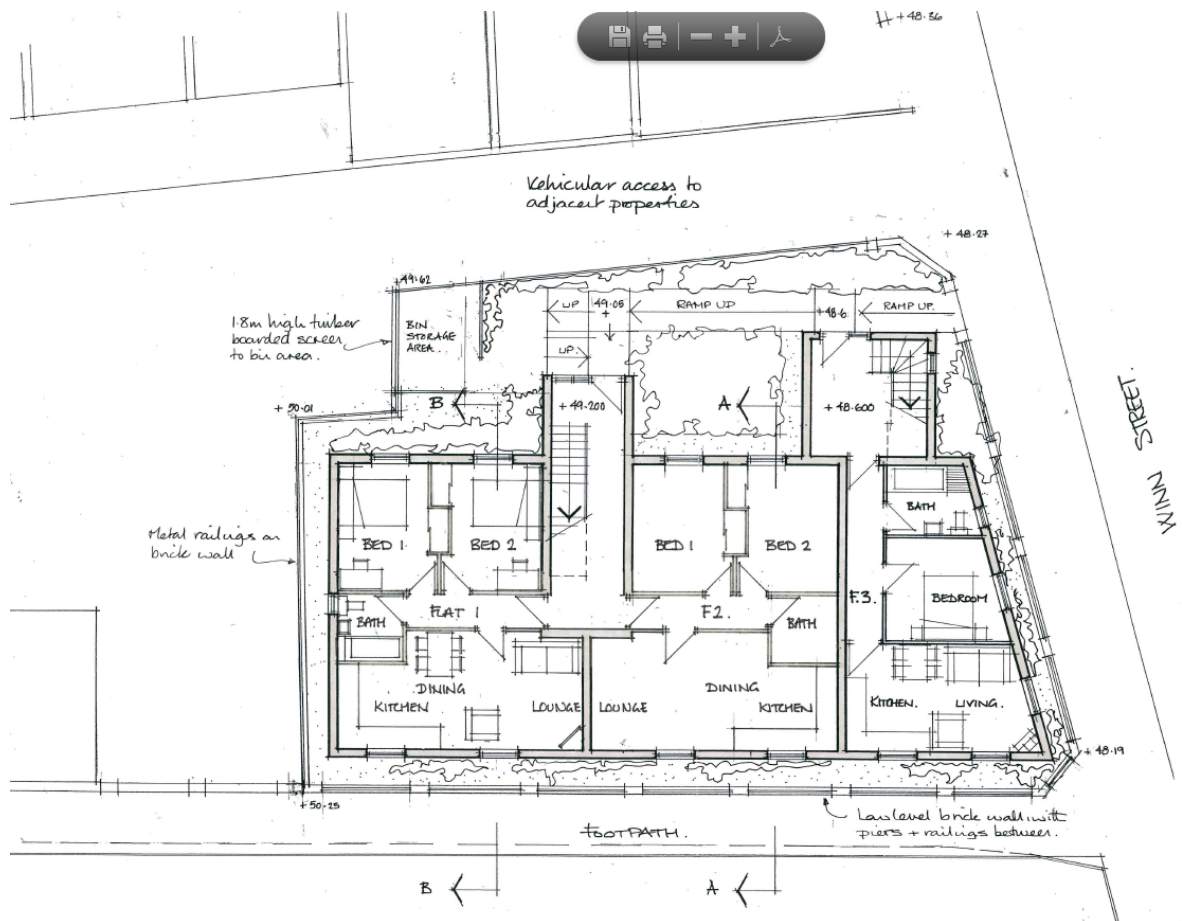 + 48.36
Vehicular access to
adjacent properties
+ 48.27
+49.62
UP
49.05
+
RAMP UP
+48.6
RAMP UP.
1.8m high timber
boarded screen
to bin area.
BIN
STORAGE
AREA.
UP.
B
A
+ 50.01
+ 49.200
+ 48.600
WINN STREET.
Metal railings on
brick wall
BED 1.
BED 2
BED 1
BED 2
BATH
BEDROOM
F.3.
BATH
FLAT 1
F2.
BATH
DINING
KITCHEN
LOUNGE
LOUNGE
DINING
KITCHEN
KITCHEN.
LIVING.
+ 48.19
+ 50.25
Low level brick wall with
piers + railings between.
FOOTPATH.
B
A